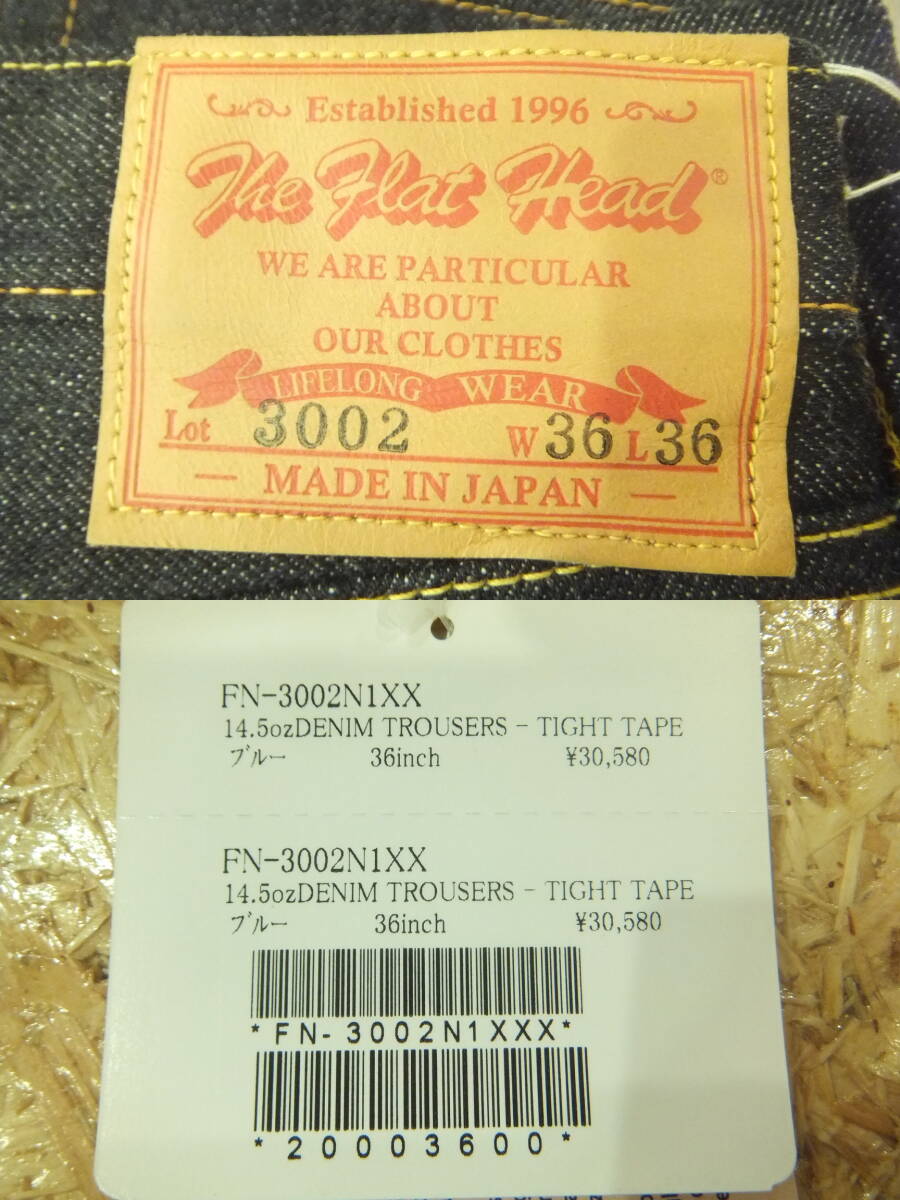 Established 1996
The Flat Head®
WE ARE PARTICULAR
ABOUT
OUR CLOTHES
LIFELONG WEAR
Lot 3002 W 36 L 36
— MADE IN JAPAN —
FN-3002N1XX
14.5ozDENIM TROUSERS - TIGHT TAPE
ブルー 36inch ¥30,580
FN-3002N1XX
14.5ozDENIM TROUSERS - TIGHT TAPE
ブルー 36inch ¥30,580
*FN-3002N1XXX*
*20003600*